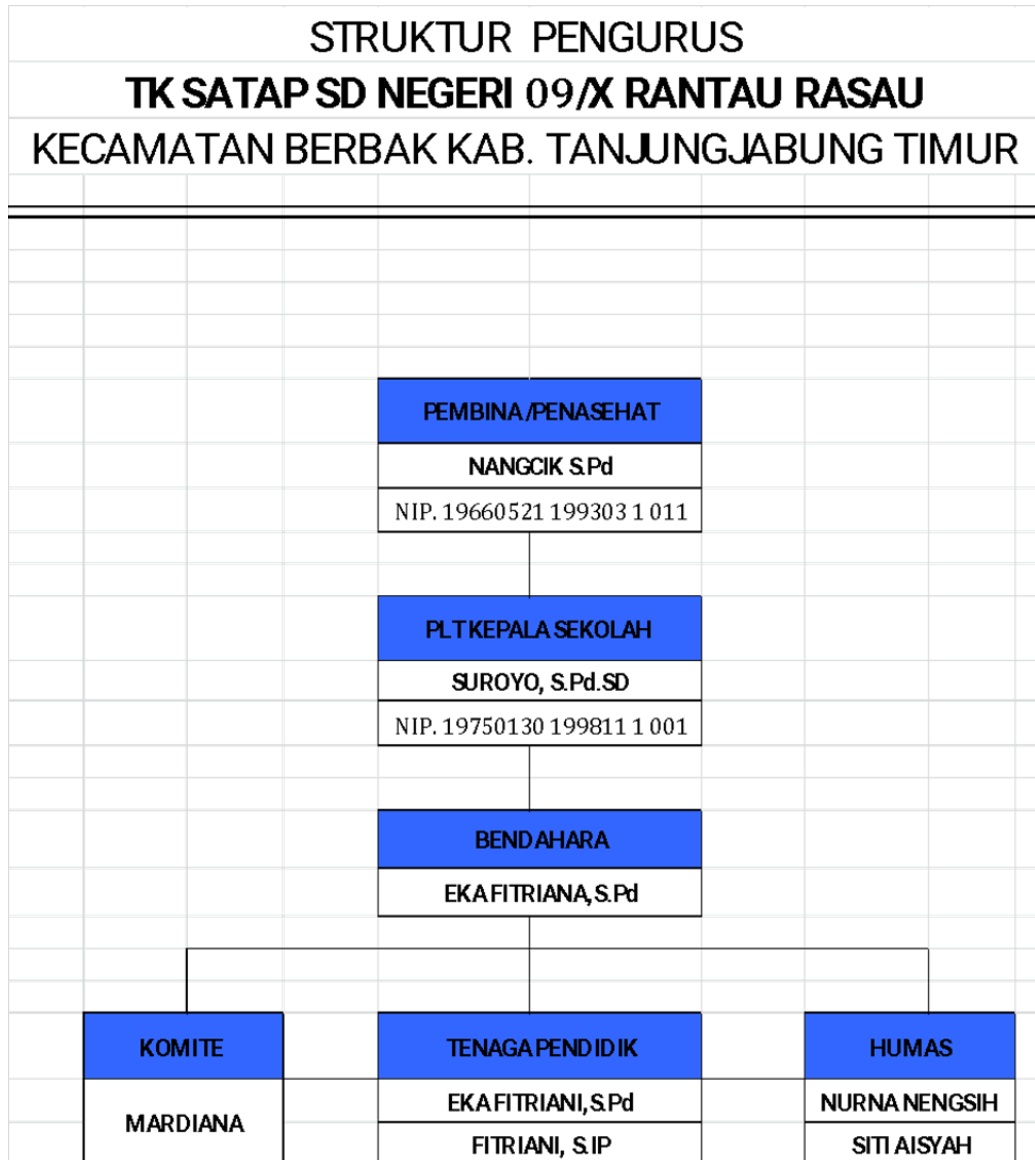 STRUKTUR PENGURUS
TK SATAP SD NEGERI 09/X RANTAU RASAU
KECAMATAN BERBAK KAB. TANJUNGJABUNG TIMUR
PEMBINA/PENASEHAT
NANGCIK S.Pd
NIP. 19660521 199303 1 011
PLT KEPALA SEKOLAH
SUROYO, S.Pd.SD
NIP. 19750130 199811 1 001
BENDAHARA
EKA FITRIANA, S.Pd
KOMITE
MARDIANA
TENAGA PENDIDIK
EKA FITRIANI, S.Pd
FITRIANI, S.IP
HUMAS
NURNA NENGSIH
SITI AISYAH